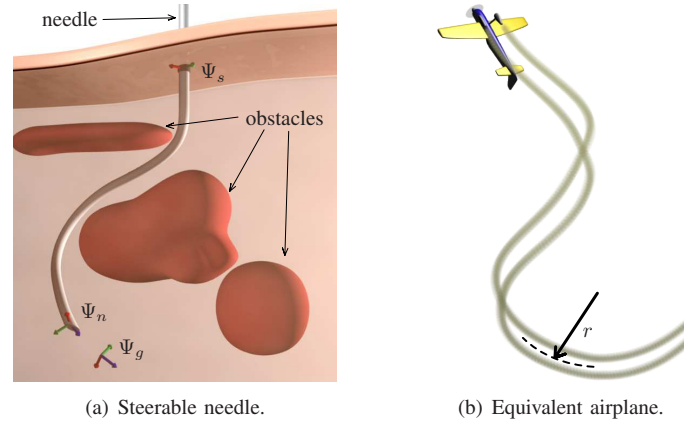 needle
Ψs
obstacles
Ψn
Ψg
r
(a) Steerable needle.
(b) Equivalent airplane.